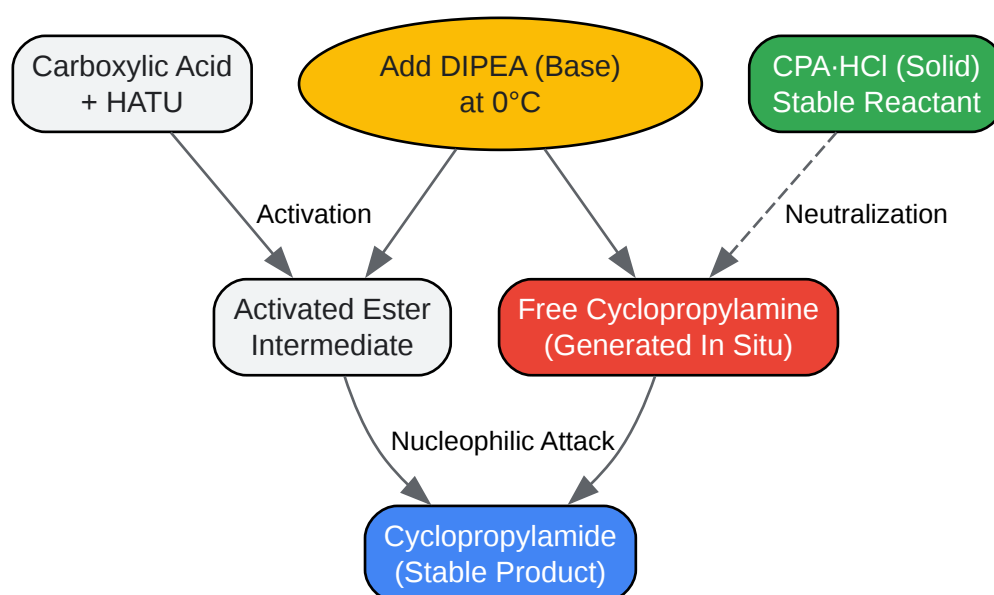 Carboxylic Acid
+ HATU
Add DIPEA (Base)
at 0°C
CPA·HCl (Solid)
Stable Reactant
Activation
Neutralization
Activated Ester
Intermediate
Free Cyclopropylamine
(Generated In Situ)
Nucleophilic Attack
Cyclopropylamide
(Stable Product)